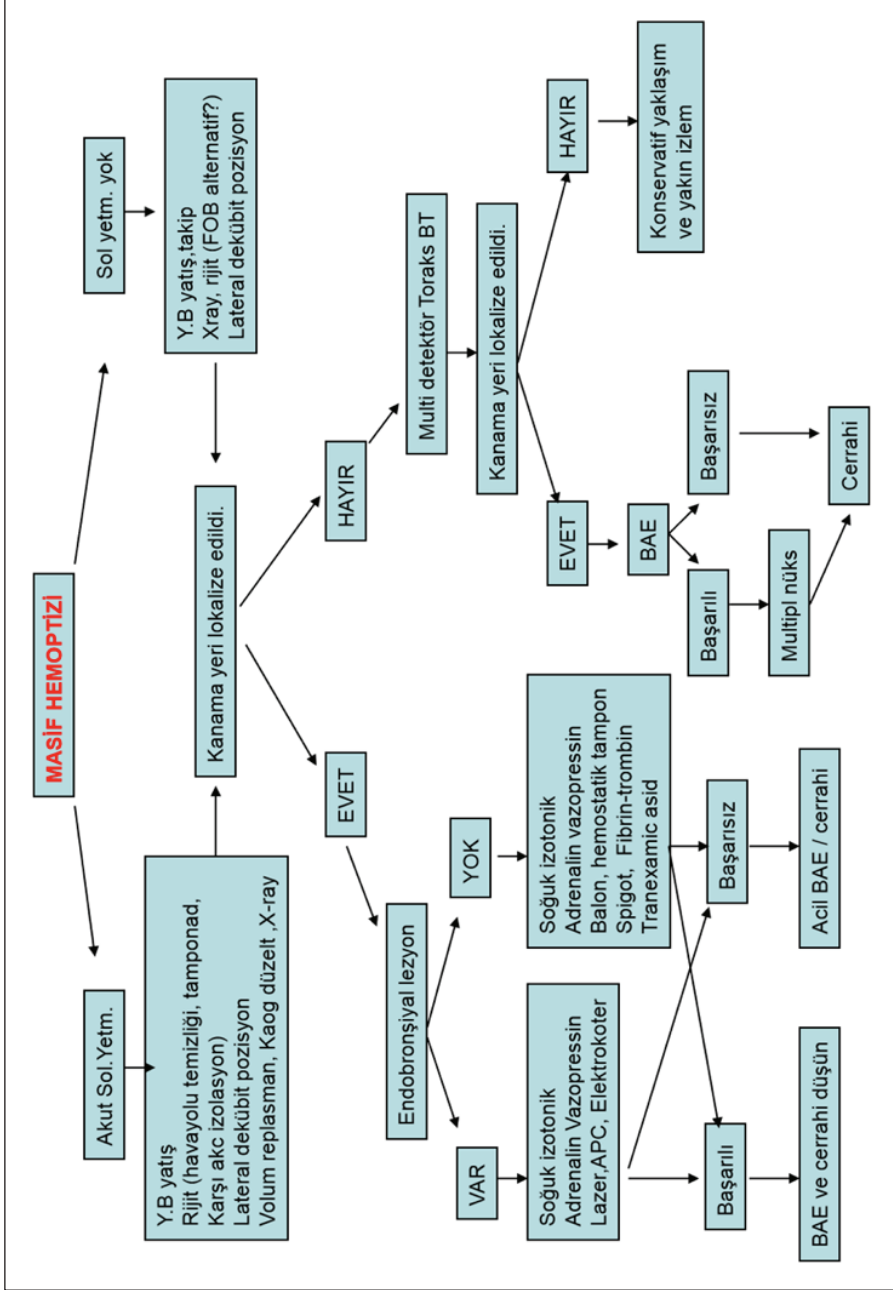 MASİF HEMOPTİZİ
Akut Sol.Yetm.
Sol yetm. yok
Y.B yatış
Rijit (havayolu temizliği, tamponad,
Karşı akc izolasyon)
Lateral dekübit pozisyon
Volum replasman, Kaog düzelt ,X-ray
Y.B yatış,takip
Xray, rijit (FOB alternatif?)
Lateral dekübit pozisyon
Kanama yeri lokalize edildi.
EVET
HAYIR
Endobronşiyal lezyon
Multi detektör Toraks BT
VAR
YOK
Kanama yeri lokalize edildi.
Soğuk izotonik
Adrenalin Vazopressin
Lazer,APC, Elektrokoter
Soğuk izotonik
Adrenalin vazopressin
Balon, hemostatik tampon
Spigot, Fibrin-trombin
Tranexamic asid
EVET
HAYIR
BAE
Konservatif yaklaşım
ve yakın izlem
Başarılı
Başarısız
Başarılı
Başarısız
Multipl nüks
BAE ve cerrahi düşün
Acil BAE / cerrahi
Cerrahi